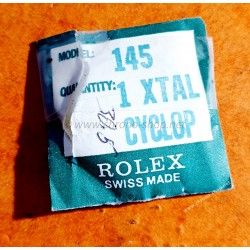 MODEL: 145
QUANTITY: 1 XTAL
CYCLOP
ROLEX
SWISS MADE